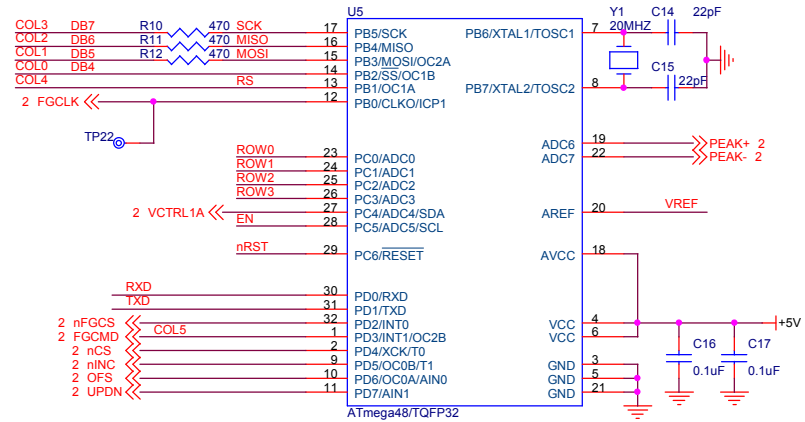 U5
COL3 DB7 R10 470 SCK 17 PB5/SCK PB6/XTAL1/TOSC1 7 Y1 20MHZ C14 22pF
COL2 DB6 R11 470 MISO 16 PB4/MISO
COL1 DB5 R12 470 MOSI 15 PB3/MOSI/OC2A
COL0 DB4 14 PB2/SS/OC1B C15 22pF
COL4 RS 13 PB1/OC1A PB7/XTAL2/TOSC2 8
2 FGCLK 12 PB0/CLKO/ICP1
TP22
ADC6 19 PEAK+ 2
ROW0 23 PC0/ADC0 ADC7 22 PEAK- 2
ROW1 24 PC1/ADC1
ROW2 25 PC2/ADC2
ROW3 26 PC3/ADC3
2 VCTRL1A 27 PC4/ADC4/SDA AREF 20 VREF
EN 28 PC5/ADC5/SCL
nRST 29 PC6/RESET AVCC 18
RXD 30 PD0/RXD
TXD 31 PD1/TXD
2 nFGCS 32 PD2/INT0 VCC 4 +5V
2 FGCMD COL5 1 PD3/INT1/OC2B VCC 6
2 nCS 2 PD4/XCK/T0 C16 C17
2 nINC 9 PD5/OC0B/T1 GND 3 0.1uF 0.1uF
2 OFS 10 PD6/OC0A/AIN0 GND 5
2 UPDN 11 PD7/AIN1 GND 21
ATmega48/TQFP32